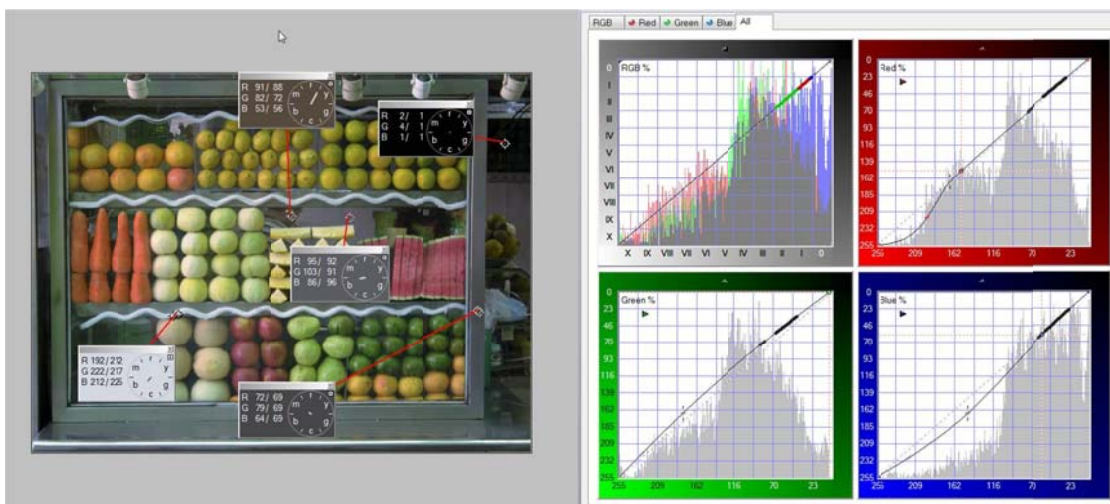 RGB Red Green Blue All
R 91/ 88
G 82/ 72
B 53/ 56
m r y b c g
R 2/ 1
G 4/ 1
B 1/ 1
m r y b c g
R 95/ 92
G 103/ 91
B 86/ 96
m r y b c g
R 192/212
G 222/217
B 212/225
m r y b c g
R 72/ 69
G 79/ 69
B 64/ 69
m r y b c g
RGB %
0
I
II
III
IV
V
VI
VII
VIII
IX
X
X IX VIII VII VI V IV III II I 0
Red %
0
23
46
70
93
116
139
162
185
209
232
255
255 209 162 116 70 23
Green %
0
23
46
70
93
116
139
162
185
209
232
255
255 209 162 116 70 23
Blue %
0
23
46
70
93
116
139
162
185
209
232
255
255 209 162 116 70 23